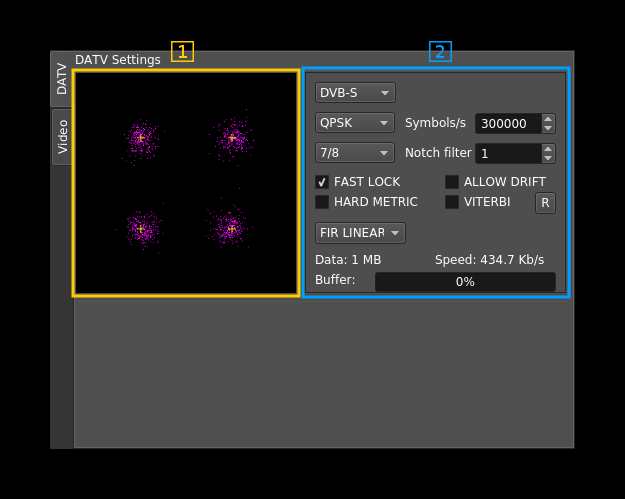 1
2
DATV Settings
DATV
Video
DVB-S
QPSK
Symbols/s
300000
7/8
Notch filter
1
FAST LOCK
ALLOW DRIFT
HARD METRIC
VITERBI
R
FIR LINEAR
Data: 1 MB
Speed: 434.7 Kb/s
Buffer:
0%